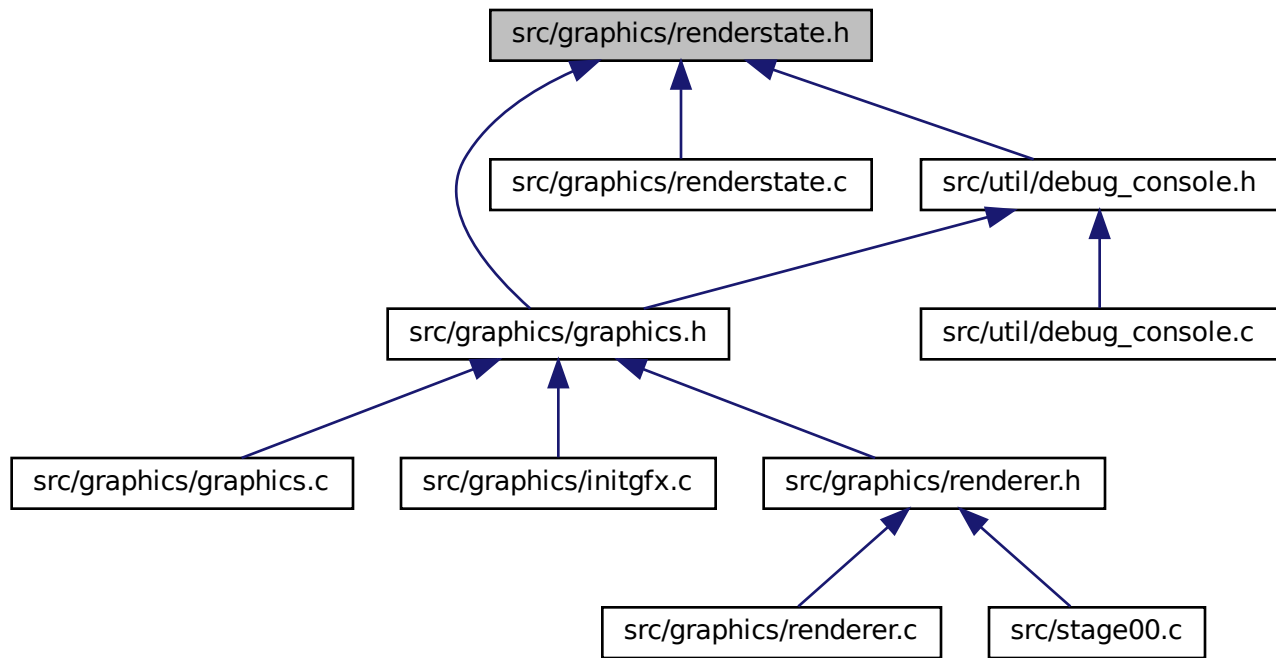 src/graphics/renderstate.h
src/graphics/renderstate.c
src/util/debug_console.h
src/graphics/graphics.h
src/util/debug_console.c
src/graphics/graphics.c
src/graphics/initgfx.c
src/graphics/renderer.h
src/graphics/renderer.c
src/stage00.c